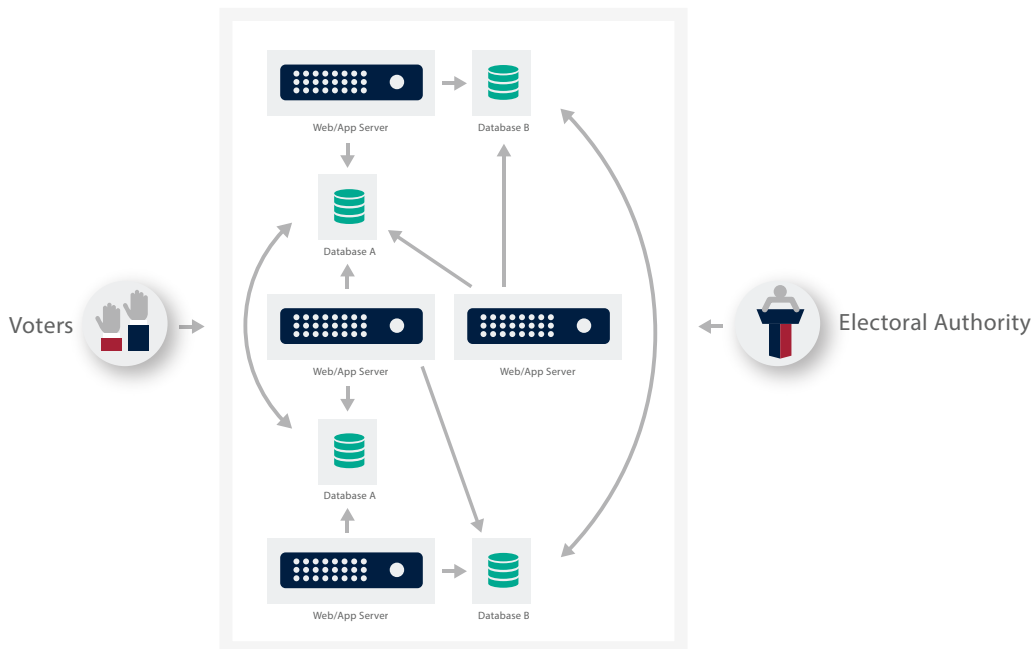 Web/App Server
Database B
Database A
Voters
Electoral Authority
Web/App Server
Web/App Server
Database A
Web/App Server
Database B